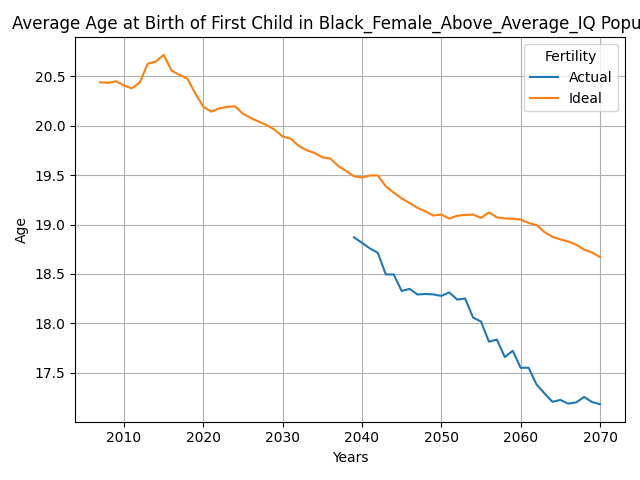 Average Age at Birth of First Child in Black_Female_Above_Average_IQ Popu
Fertility
Actual
Ideal
20.5
20.0
19.5
19.0
18.5
18.0
17.5
Age
2010 2020 2030 2040 2050 2060 2070
Years